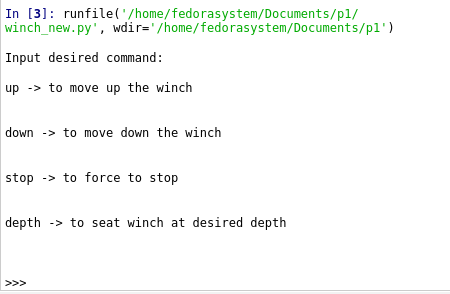 In [3]: runfile('/home/fedorasystem/Documents/p1/
winch_new.py', wdir='/home/fedorasystem/Documents/p1')
Input desired command:
up -> to move up the winch
down -> to move down the winch
stop -> to force to stop
depth -> to seat winch at desired depth
>>>